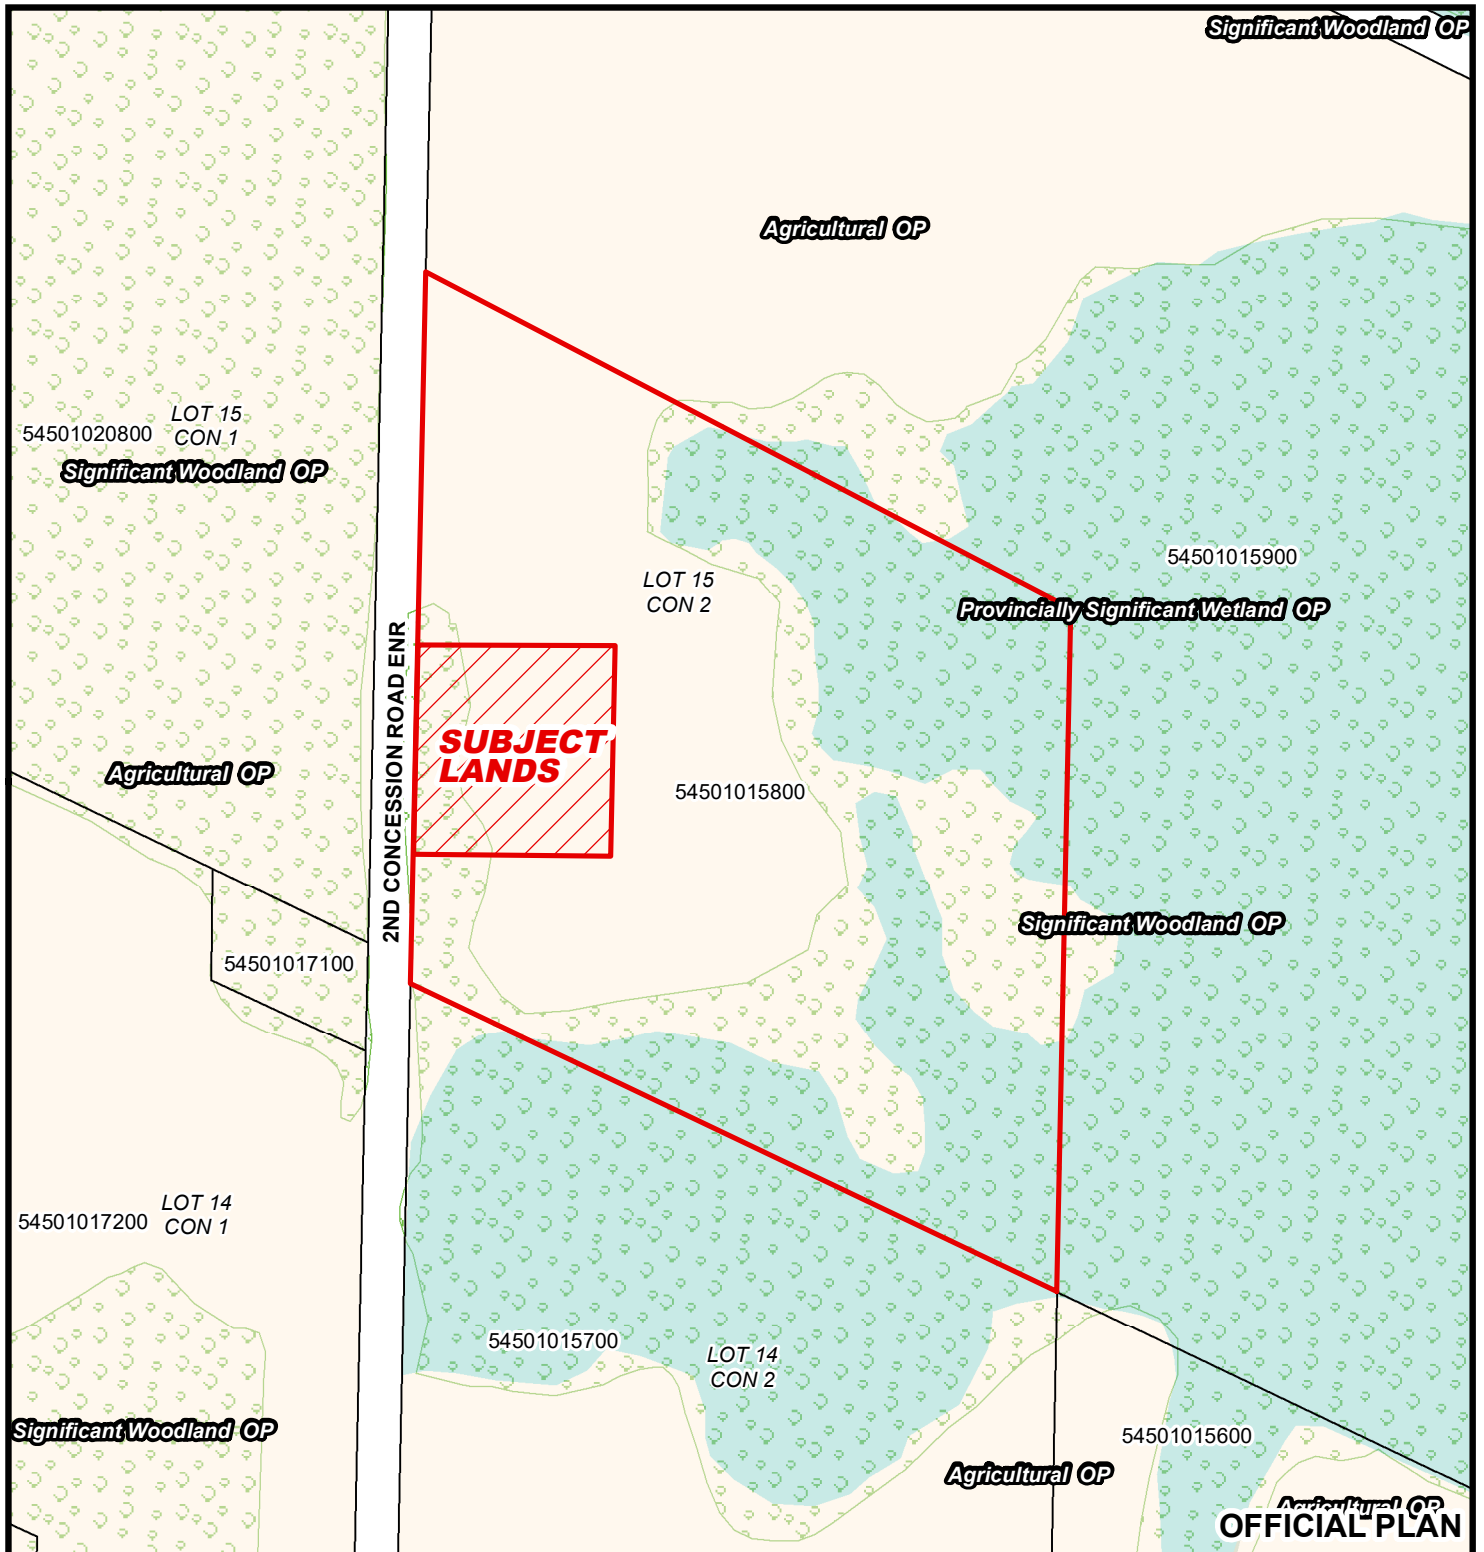 Significant Woodland OP
Agricultural OP
LOT 15
CON 1
54501020800
Significant Woodland OP
54501015900
LOT 15
CON 2
Provincially Significant Wetland OP
2ND CONCESSION ROAD ENR
SUBJECT
LANDS
Agricultural OP
54501015800
Significant Woodland OP
54501017100
LOT 14
CON 1
54501017200
54501015700
LOT 14
CON 2
Significant Woodland OP
54501015600
Agricultural OP
Agricultural OP
OFFICIAL PLAN